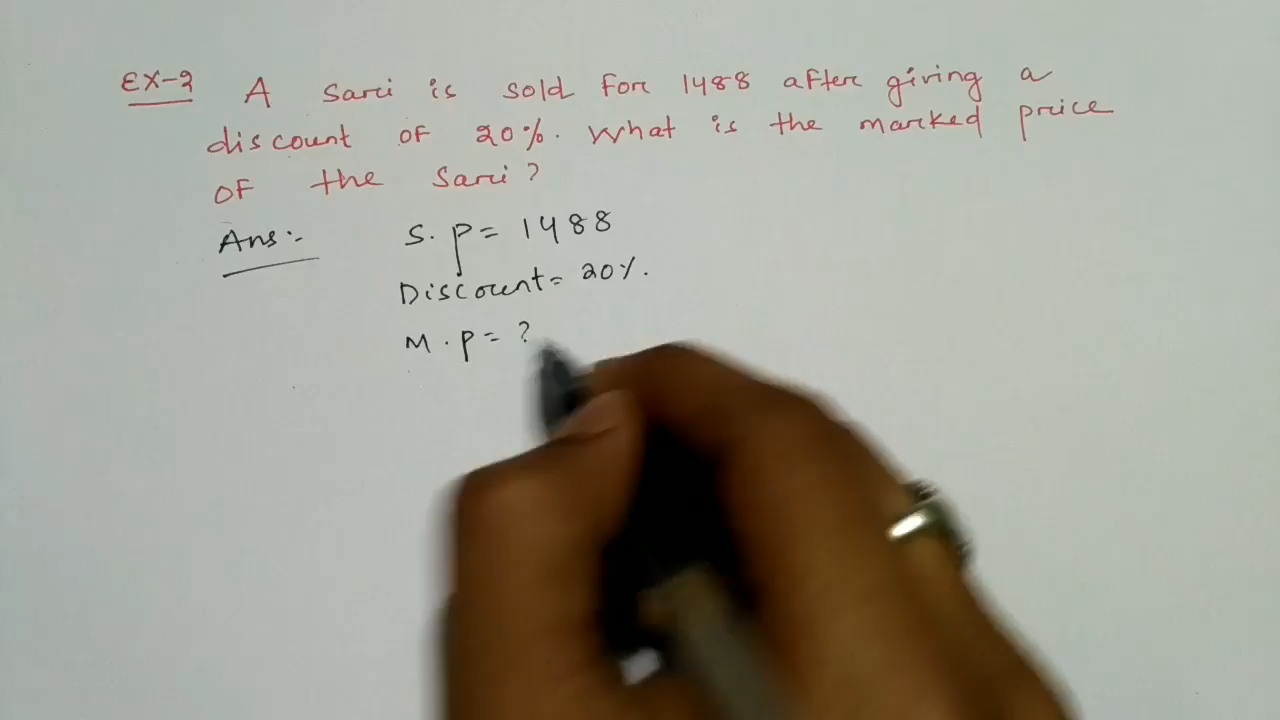 EX-2 A Sari is sold for 1488 after giving a
discount of 20%. What is the marked price
of the Sari?
Ans:- S.P = 1488
Discount = 20%.
M.P = ?